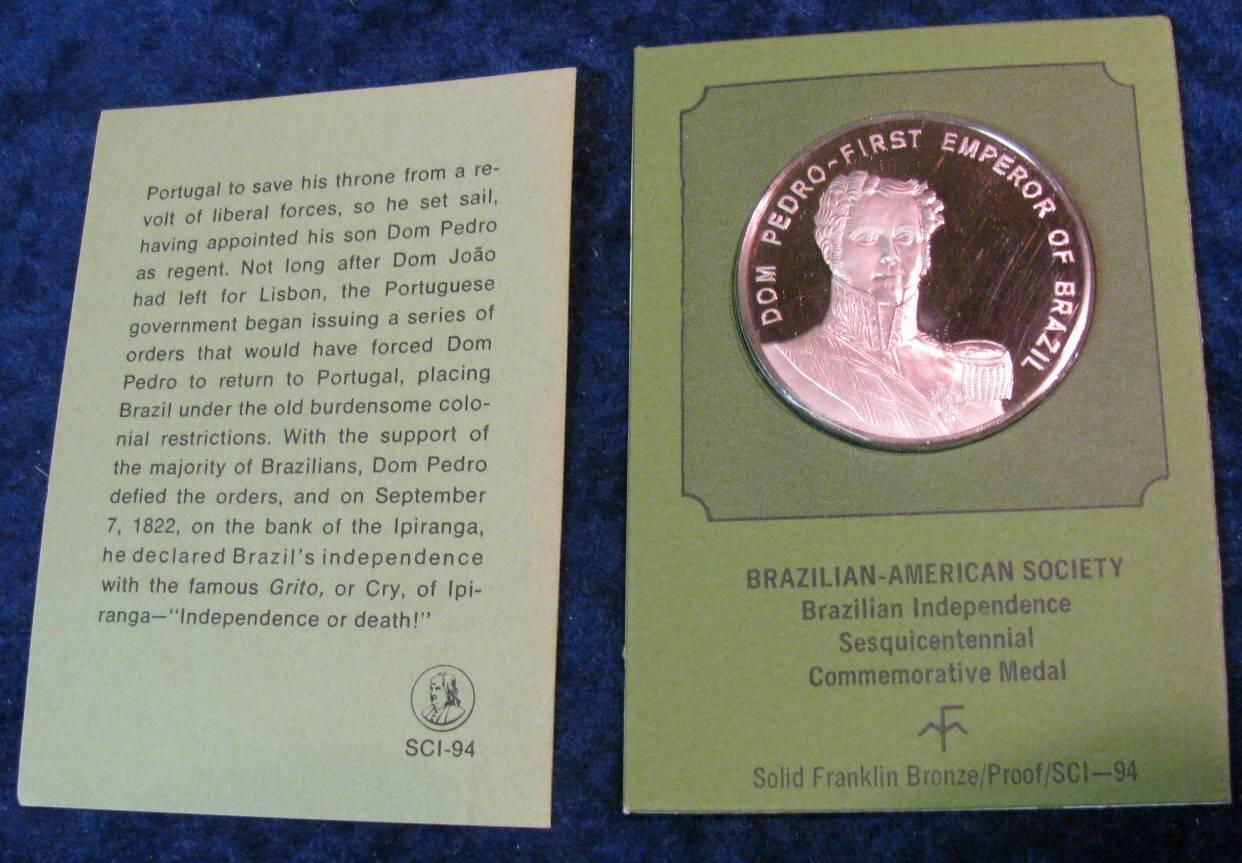 Portugal to save his throne from a re-
volt of liberal forces, so he set sail,
having appointed his son Dom Pedro
as regent. Not long after Dom João
had left for Lisbon, the Portuguese
government began issuing a series of
orders that would have forced Dom
Pedro to return to Portugal, placing
Brazil under the old burdensome colo-
nial restrictions. With the support of
the majority of Brazilians, Dom Pedro
defied the orders, and on September
7, 1822, on the bank of the Ipiranga,
he declared Brazil's independence
with the famous Grito, or Cry, of Ipi-
ranga—"Independence or death!"
SCI-94
DOM PEDRO-FIRST EMPEROR OF BRAZIL
BRAZILIAN-AMERICAN SOCIETY
Brazilian Independence
Sesquicentennial
Commemorative Medal
Solid Franklin Bronze/Proof/SCI—94